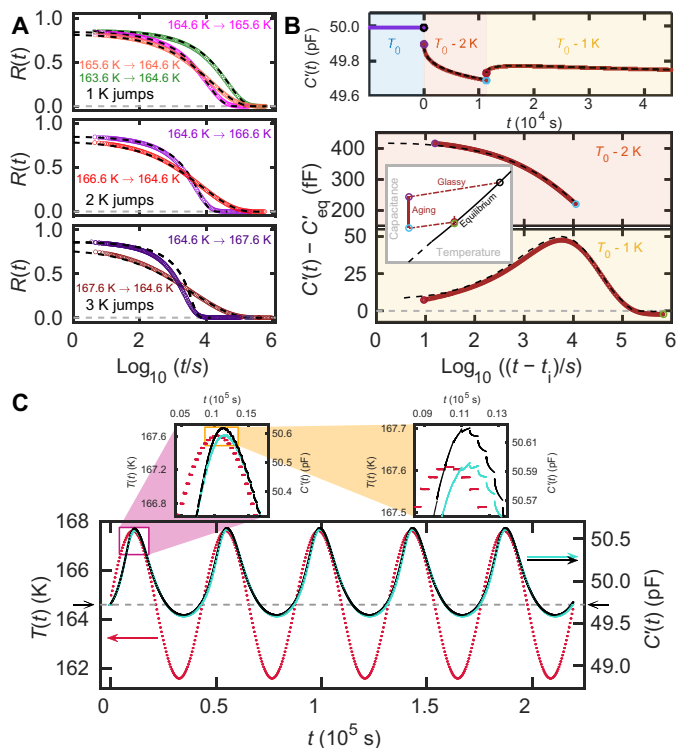 A
R(t)
1.0
0.5
0.0
164.6 K → 165.6 K
165.6 K → 164.6 K
163.6 K → 164.6 K
1 K jumps
R(t)
1.0
0.5
0.0
164.6 K → 166.6 K
166.6 K → 164.6 K
2 K jumps
R(t)
1.0
0.5
0.0
164.6 K → 167.6 K
167.6 K → 164.6 K
3 K jumps
0 1 2 3 4 5 6
Log10 (t/s)
B
C′(t) (pF)
50.0
49.8
49.6
T0
T0 - 2 K
T0 - 1 K
0 1 2 3 4
t (10^4 s)
C′(t) − C′eq (fF)
400
300
200
50
25
0
T0 - 2 K
T0 - 1 K
Capacitance
Glassy
Aging
Equilibrium
Temperature
0 1 2 3 4 5 6
Log10 ((t − ti)/s)
C
t (10^5 s)
0.05 0.1 0.15
T(t) (K)
167.6
167.2
166.8
50.6
50.5
50.4
C′(t) (pF)
t (10^5 s)
0.09 0.11 0.13
T(t) (K)
167.7
167.6
167.5
50.61
50.59
50.57
C′(t) (pF)
T(t) (K)
168
166
164
162
50.5
50.0
49.5
49.0
C′(t) (pF)
0 0.5 1 1.5 2
t (10^5 s)